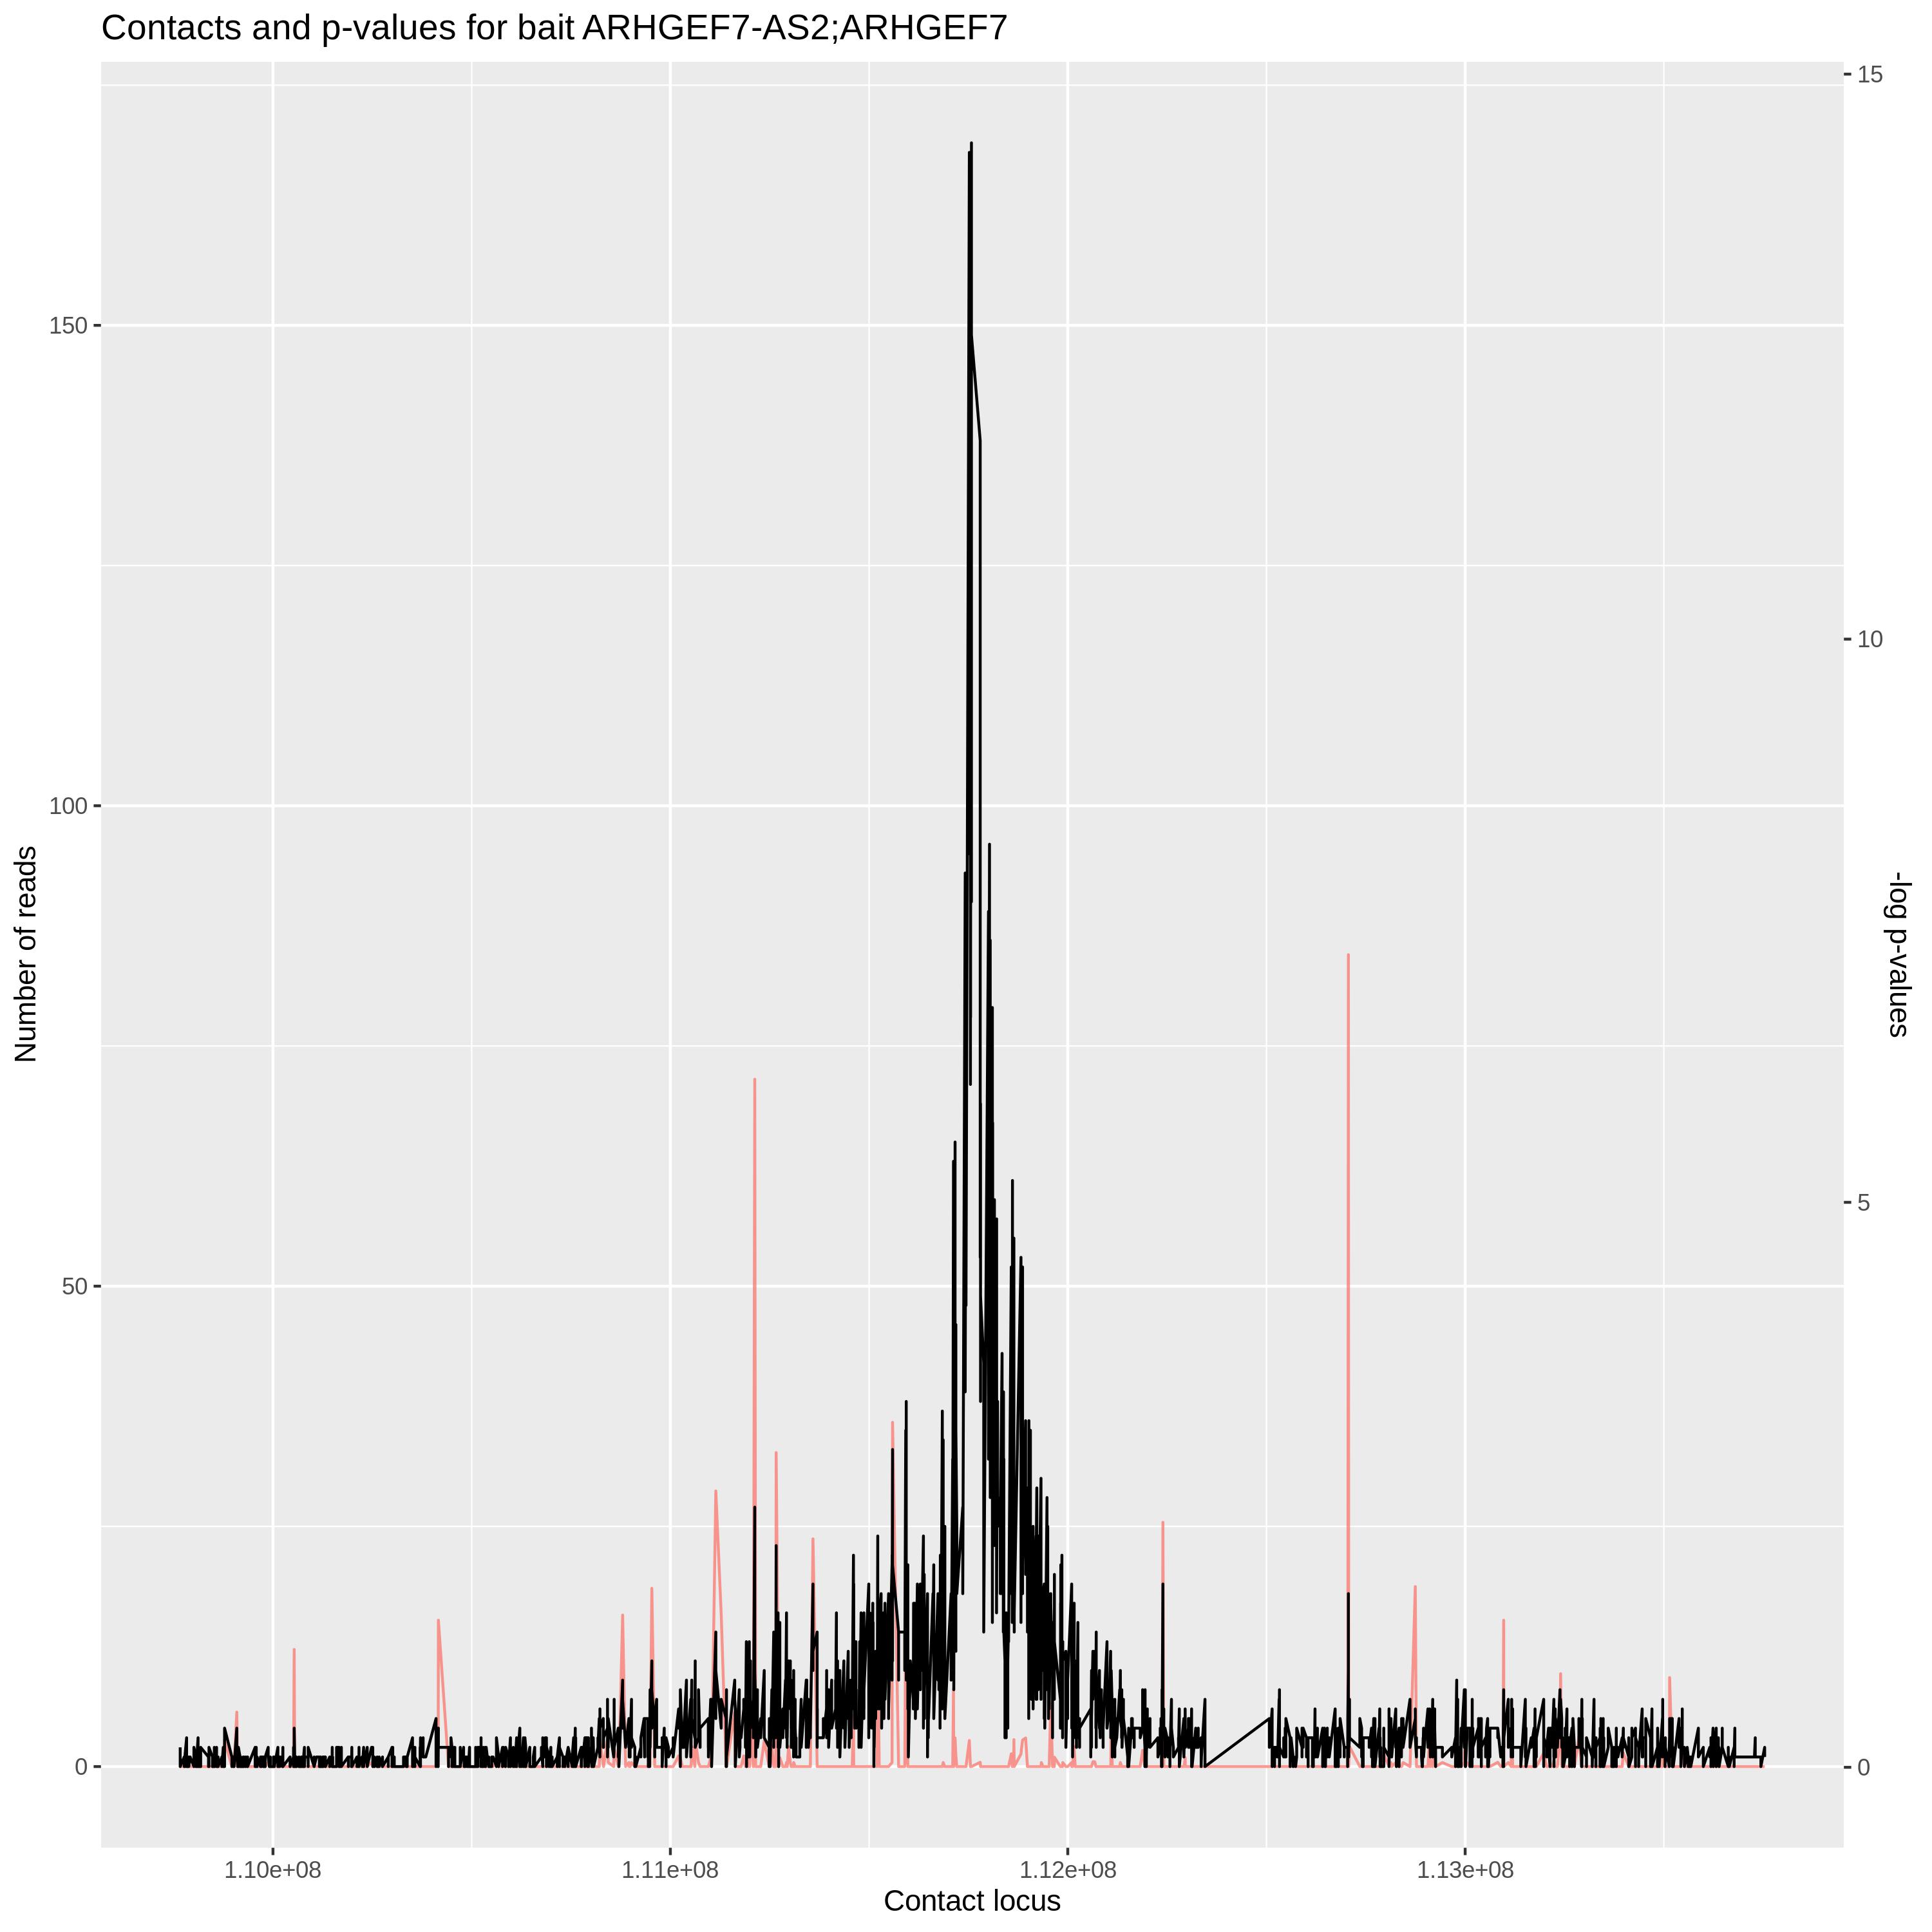 Contacts and p-values for bait ARHGEF7-AS2;ARHGEF7
15
150
10
100
Number of reads
-log p-values
5
50
0
0
1.10e+08
1.11e+08
1.12e+08
1.13e+08
Contact locus